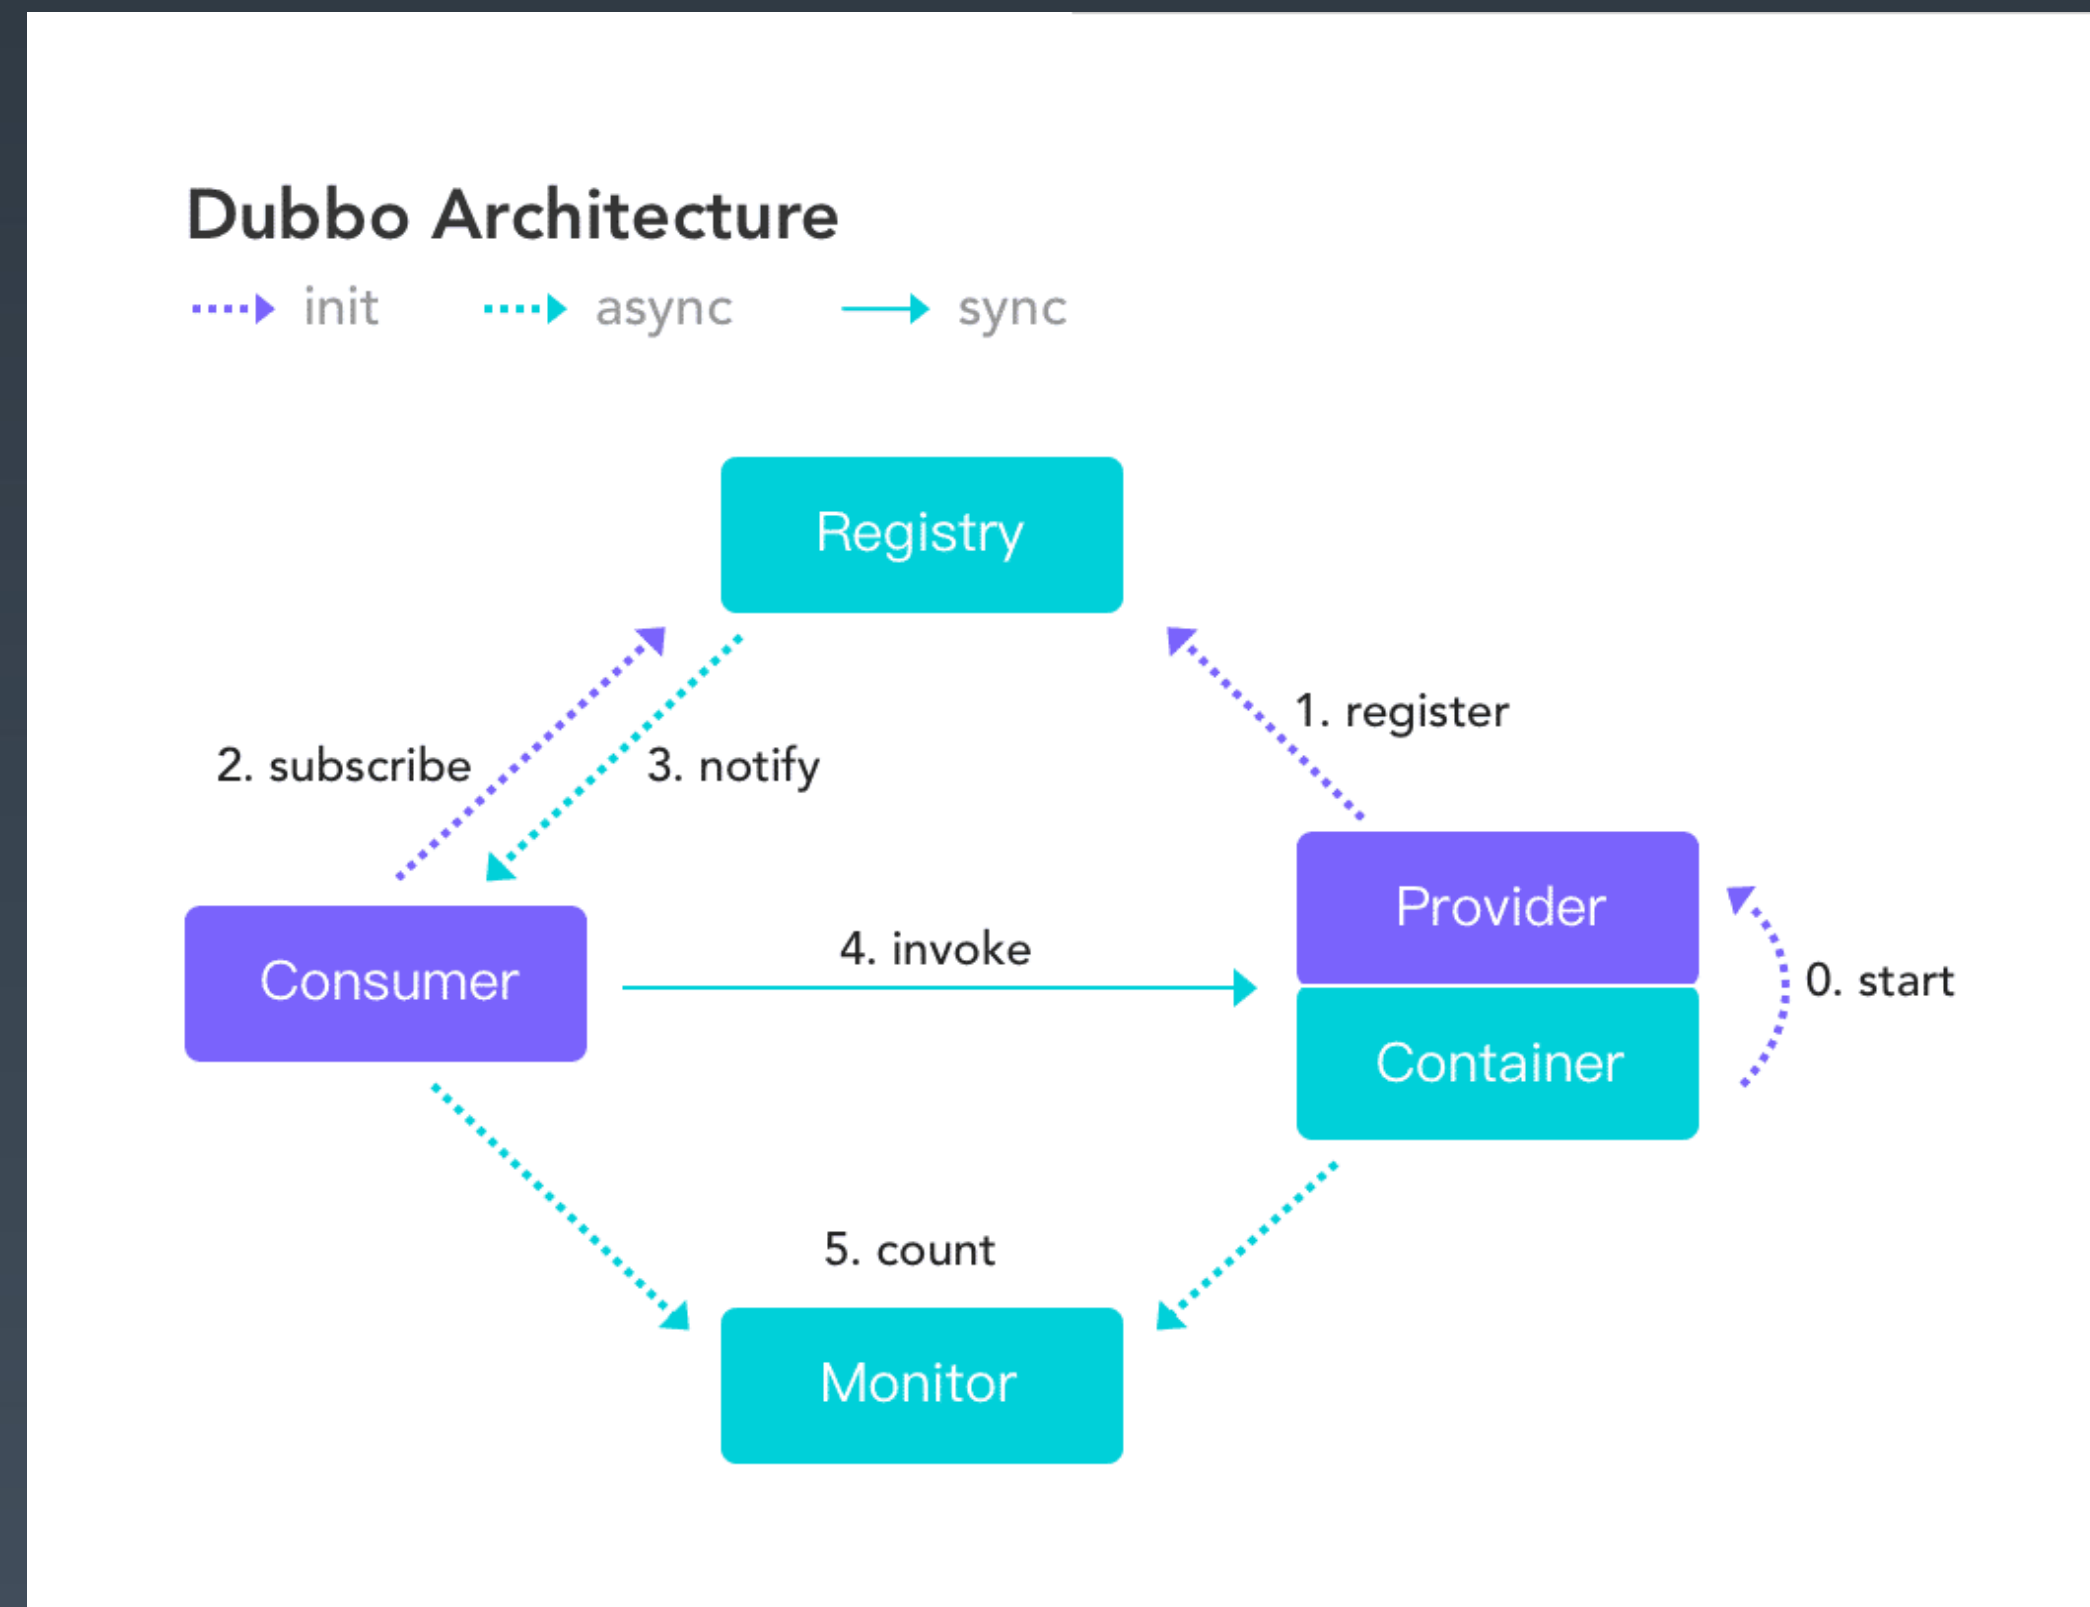 Dubbo Architecture
init async sync
Registry
1. register
2. subscribe
3. notify
Provider
4. invoke
Consumer
0. start
Container
5. count
Monitor